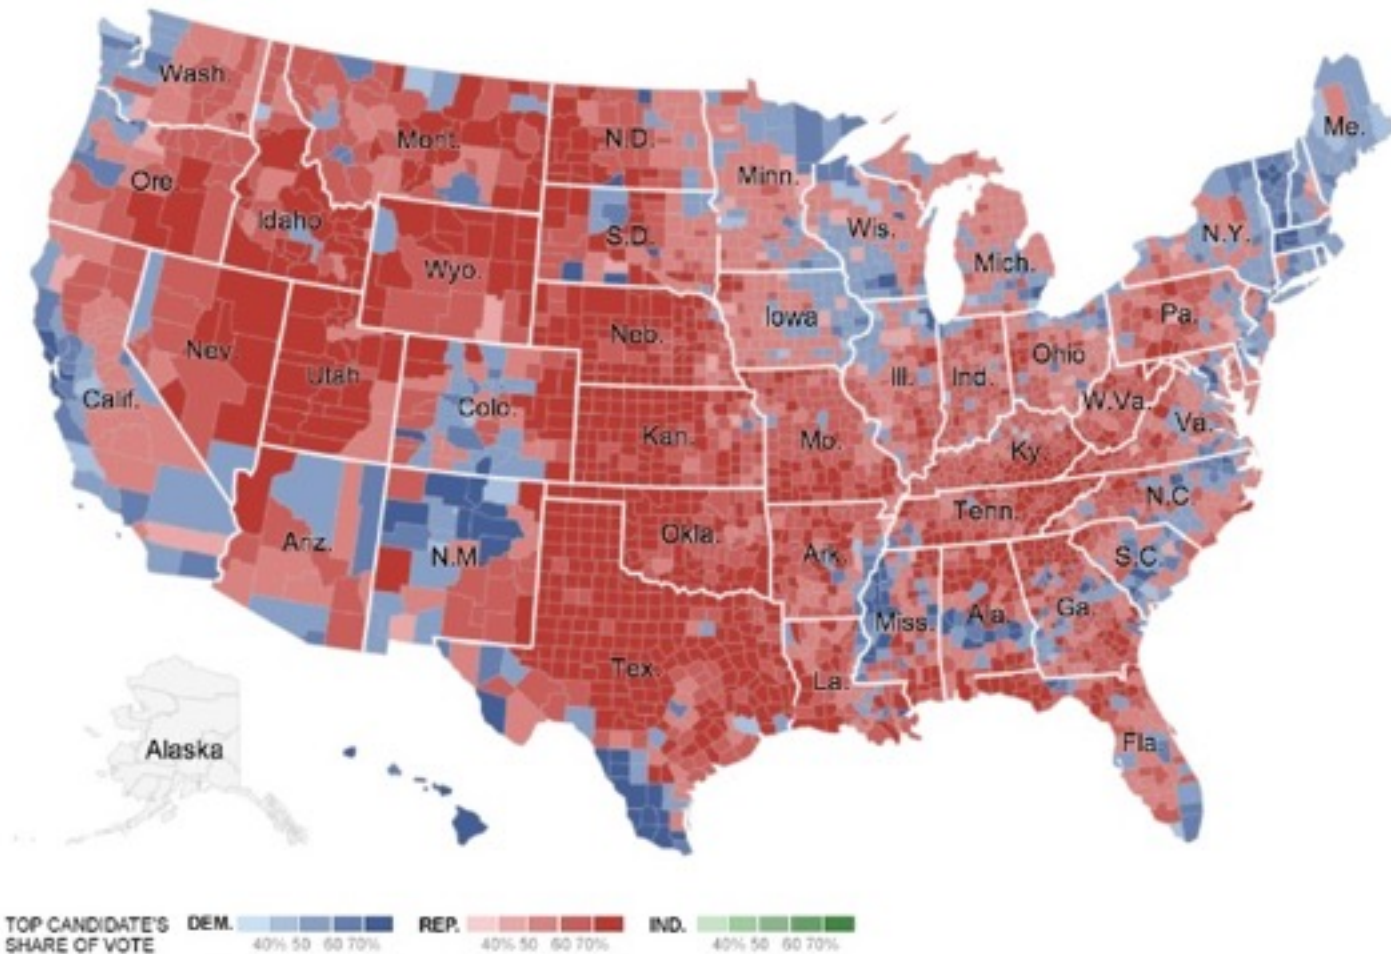 Wash.
Ore
Calif.
Idaho
Nev.
Mont.
Wyo.
Utah
Ariz.
Colo.
N.M.
N.D.
S.D.
Neb.
Kan.
Okla.
Tex.
Minn.
Iowa
Mo.
Ark.
La.
Wis.
Ill.
Mich.
Ind.
Ohio
Ky.
Tenn.
Miss.
Ala.
Ga.
Fla.
S.C.
N.C.
Va.
W.Va.
Pa.
N.Y.
Me.
Alaska
TOP CANDIDATE'S
SHARE OF VOTE
DEM.
40% 50 60 70%
REP.
40% 50 60 70%
IND.
40% 50 60 70%